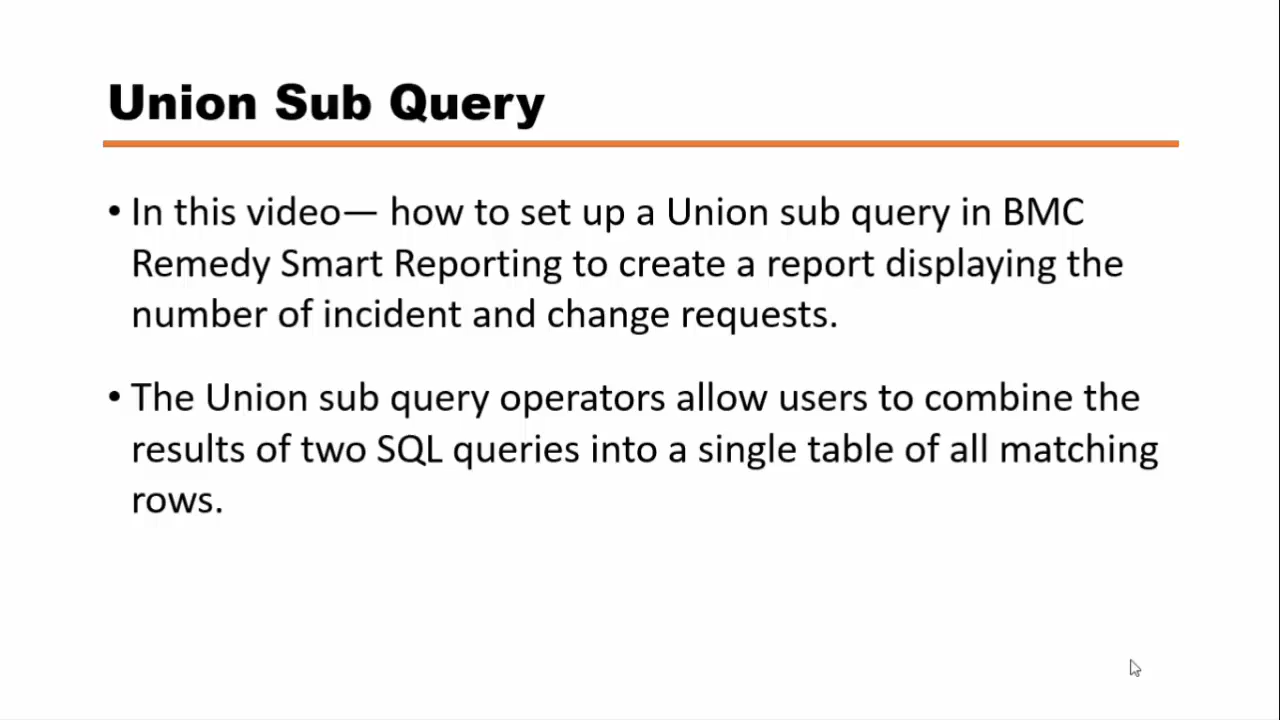 Union Sub Query
• In this video— how to set up a Union sub query in BMC
Remedy Smart Reporting to create a report displaying the
number of incident and change requests.
• The Union sub query operators allow users to combine the
results of two SQL queries into a single table of all matching
rows.